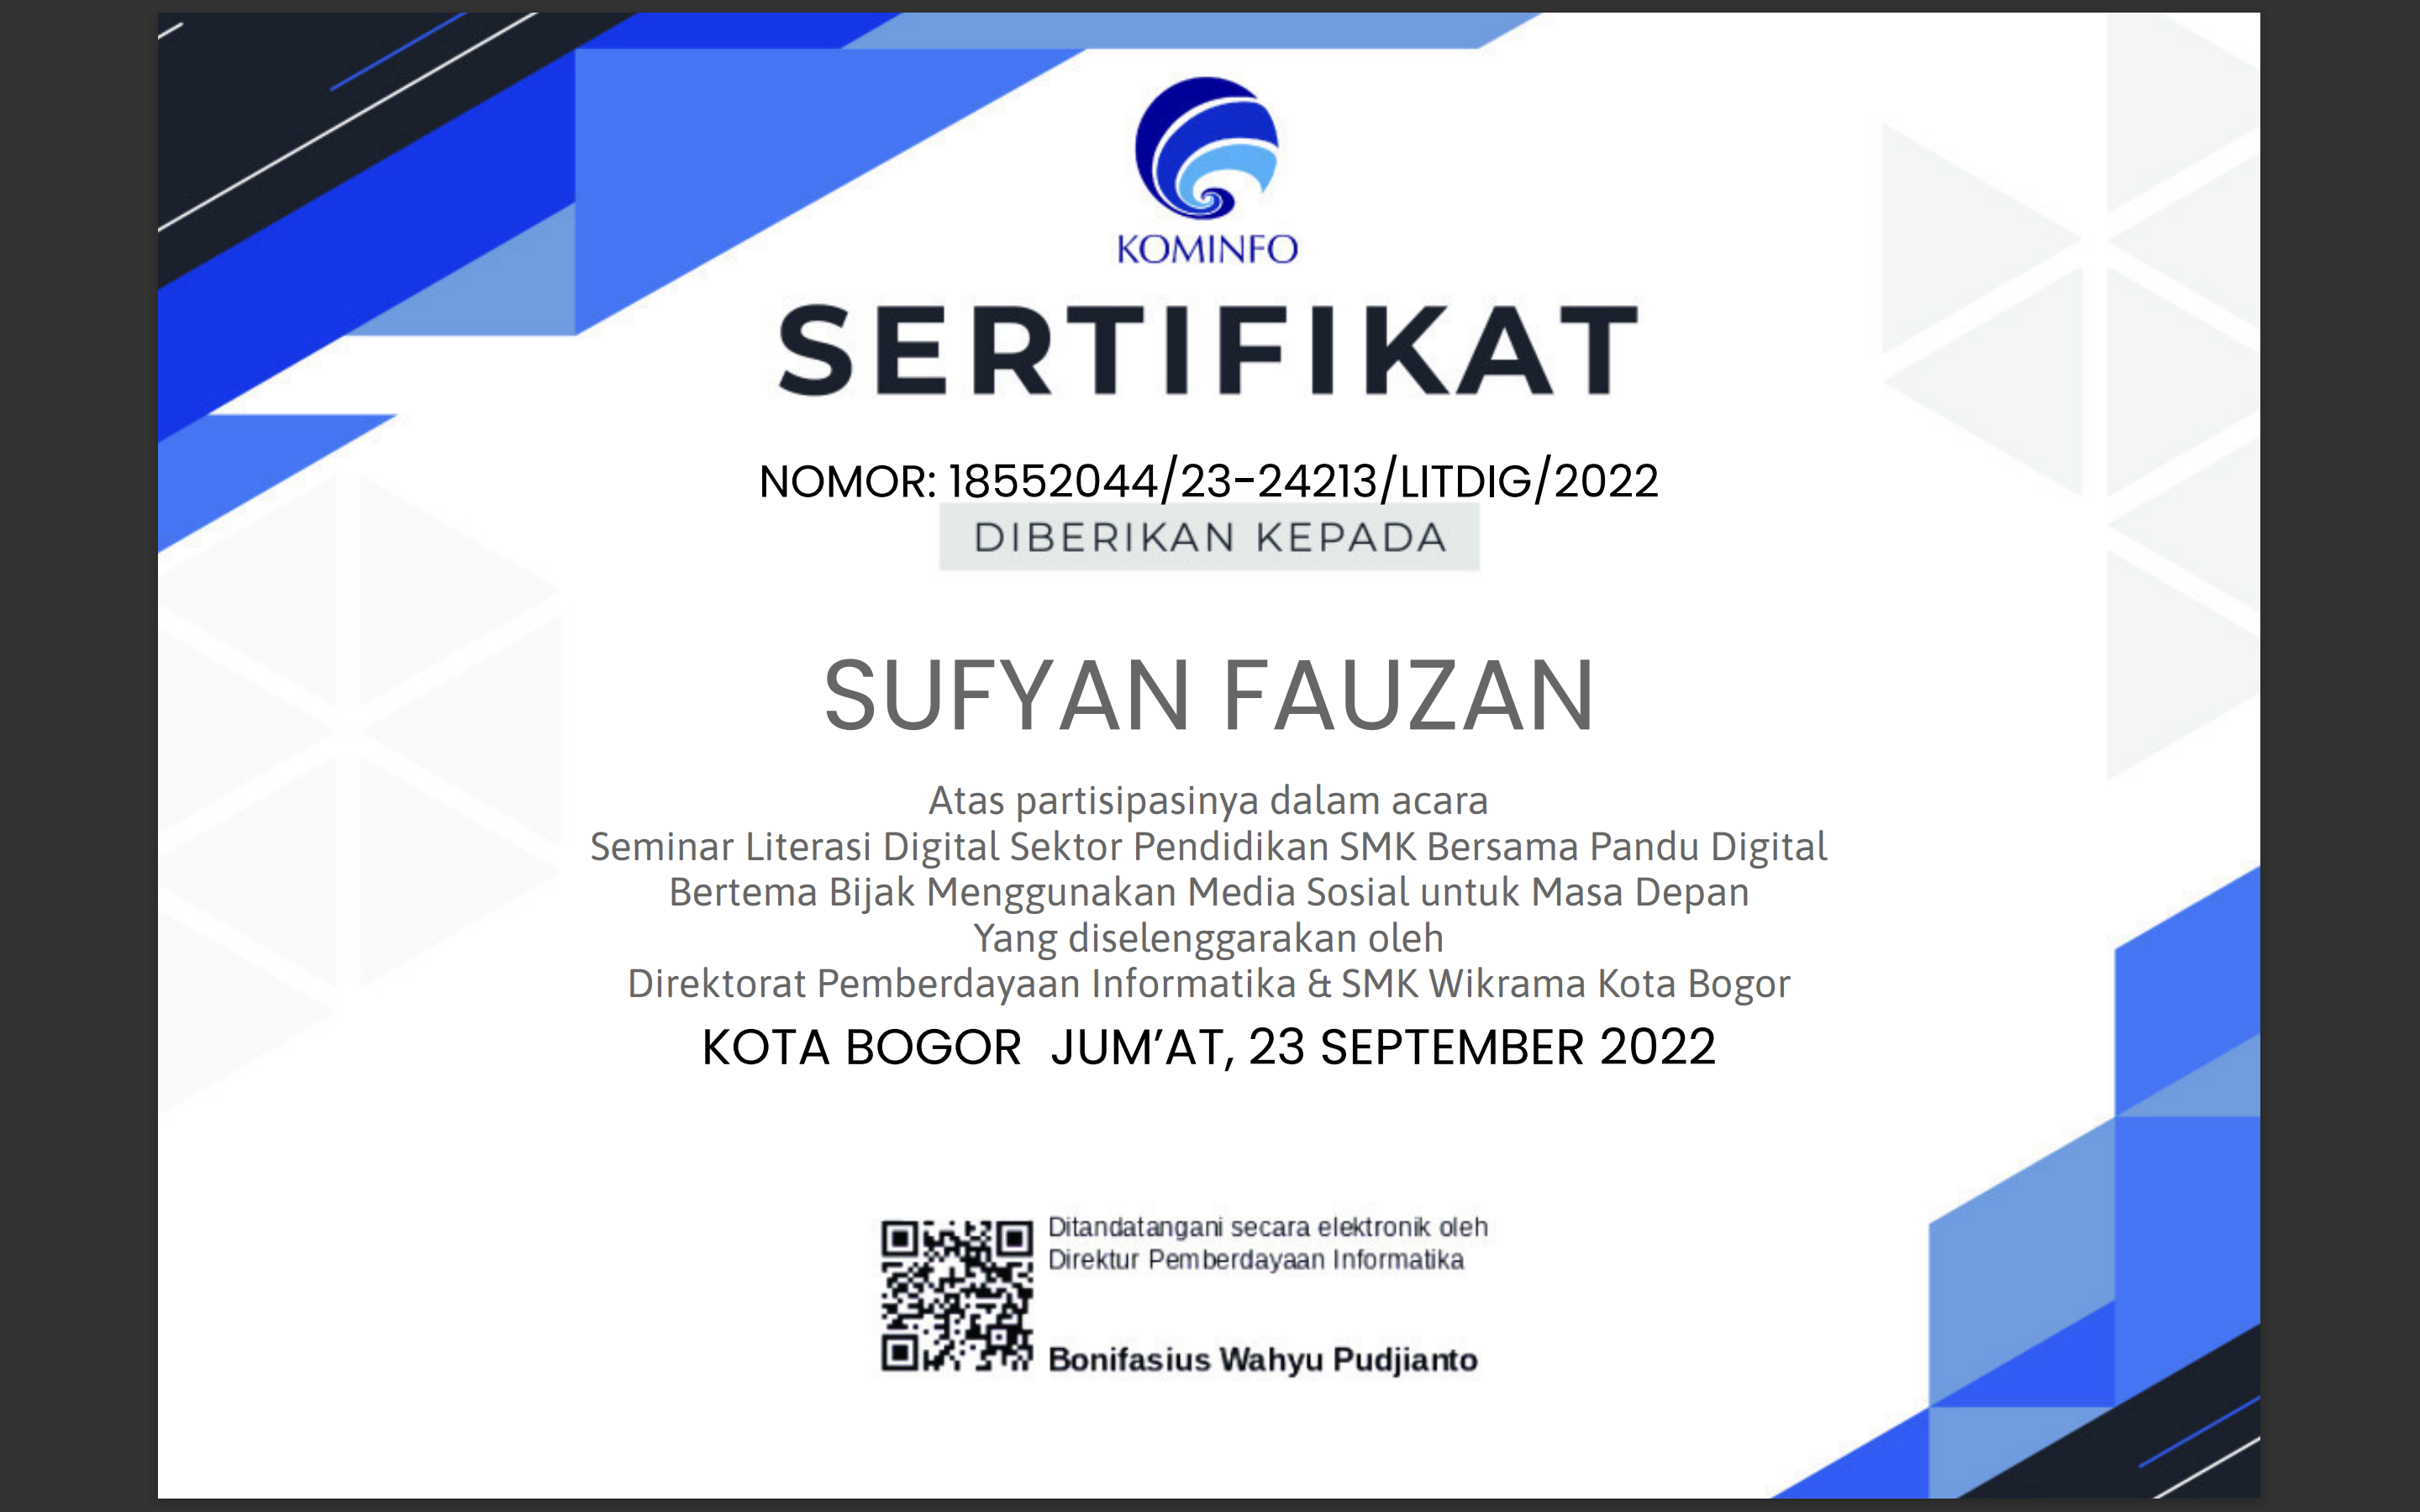 KOMINFO
SERTIFIKAT
NOMOR: 18552044/23-24213/LITDIG/2022
DIBERIKAN KEPADA
SUFYAN FAUZAN
Atas partisipasinya dalam acara
Seminar Literasi Digital Sektor Pendidikan SMK Bersama Pandu Digital
Bertema Bijak Menggunakan Media Sosial untuk Masa Depan
Yang diselenggarakan oleh
Direktorat Pemberdayaan Informatika & SMK Wikrama Kota Bogor
KOTA BOGOR  JUM’AT, 23 SEPTEMBER 2022
Ditandatangani secara elektronik oleh
Direktur Pemberdayaan Informatika
Bonifasius Wahyu Pudjianto